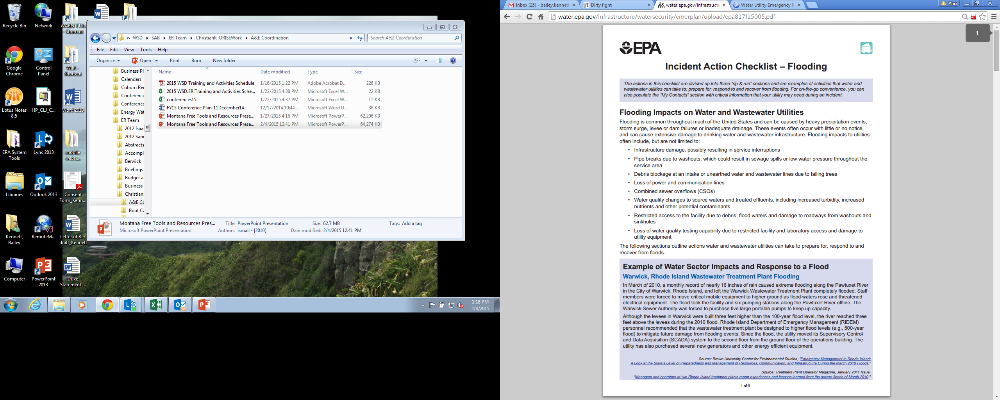 Recycle Bin
Network
WARN TTXs
- Shortcut
Google
Chrome
Control
Panel
WIIR -
Shortcut
Lotus Notes
8.5
HP_CLJ_C...
Word 2013
EPA System
Tools
Lync 2013
mobile
websi...
Libraries
Outlook 2013
Consent
Form_Kenn...
Kennett,
Bailey
RemoteM...
Letter of Rec
draft_Kennett
Computer
PowerPoint
2013
Duke
Statement ...
« WSD ▸ SAB ▸ ER Team ▸ ChristianK-ORISEWork ▸ A&E Coordination
Search A&E Coordination
File Edit View Tools Help
Organize Open Print Burn New folder
Business Pl
Calendars
Coburn Rec
Conference
Conference
Energy Wat
ER Team
2012 Isaa
2012 Sand
Abstracts
Accompl
Berwick
Briefings
Budget a
Business
Christian
A&E Co
Boot Ca
Name Date modified Type Size
2015 WSD Training and Activities Schedule 1/16/2015 1:22 PM Adobe Acrobat D... 226 KB
2015 WSD.ER Training and Activities Sche... 1/22/2015 4:38 PM Microsoft Excel W... 22 KB
conferences15 1/22/2015 4:37 PM Microsoft Excel W... 11 KB
FY15 Conference Plan_11December14 12/17/2014 10:44 ... Microsoft Word D... 36 KB
Montana Free Tools and Resources Prese... 1/27/2015 4:16 PM Microsoft PowerP... 62,206 KB
Montana Free Tools and Resources Prese... 2/4/2015 12:41 PM Microsoft PowerP... 64,274 KB
Montana Free Tools and Resources Pres... Title: PowerPoint Presentation Size: 62.7 MB Tags: Add a tag
Microsoft PowerPoint Presentation Authors: ismail - [2010] Date modified: 2/4/2015 12:41 PM
1:18 PM
2/4/2015
Inbox (25) - bailey.kennett
Dirty fight
water.epa.gov/infrastructu
Water Utility Emergency R
You
water.epa.gov/infrastructure/watersecurity/emerplan/upload/epa817f15005.pdf
1
EPA
Incident Action Checklist – Flooding
The actions in this checklist are divided up into three “rip & run” sections and are examples of activities that water and
wastewater utilities can take to: prepare for, respond to and recover from flooding. For on-the-go convenience, you can
also populate the “My Contacts” section with critical information that your utility may need during an incident.
Flooding Impacts on Water and Wastewater Utilities
Flooding is common throughout much of the United States and can be caused by heavy precipitation events,
storm surge, levee or dam failures or inadequate drainage. These events often occur with little or no notice,
and can cause extensive damage to drinking water and wastewater infrastructure. Flooding impacts to utilities
often include, but are not limited to:
• Infrastructure damage, possibly resulting in service interruptions
• Pipe breaks due to washouts, which could result in sewage spills or low water pressure throughout the
service area
• Debris blockage at an intake or unearthed water and wastewater lines due to falling trees
• Loss of power and communication lines
• Combined sewer overflows (CSOs)
• Water quality changes to source waters and treated effluents, including increased turbidity, increased
nutrients and other potential contaminants
• Restricted access to the facility due to debris, flood waters and damage to roadways from washouts and
sinkholes
• Loss of water quality testing capability due to restricted facility and laboratory access and damage to
utility equipment
The following sections outline actions water and wastewater utilities can take to prepare for, respond to and
recover from floods.
Example of Water Sector Impacts and Response to a Flood
Warwick, Rhode Island Wastewater Treatment Plant Flooding
In March of 2010, a monthly record of nearly 16 inches of rain caused extreme flooding along the Pawtuxet River
in the City of Warwick, Rhode Island, and left the Warwick Wastewater Treatment Plant completely flooded. Staff
members were forced to move critical mobile equipment to higher ground as flood waters rose and threatened
electrical equipment. The flood took the facility and six pumping stations along the Pawtuxet River offline. The
Warwick Sewer Authority was forced to purchase five large portable pumps to keep up capacity.
Although the levees in Warwick were built three feet higher than the 100-year flood level, the river reached three
feet above the levees during the 2010 flood. Rhode Island Department of Emergency Management (RIDEM)
personnel recommended that the wastewater treatment plant be designed to higher flood levels (e.g., 500-year
flood) to mitigate future damage from flooding events. Since the flood, the utility moved its Supervisory Control
and Data Acquisition (SCADA) system to the second floor from the ground floor of the operations building. The
utility has also purchased several new generators and other energy efficient equipment.
Source: Brown University Center for Environmental Studies, “Emergency Management in Rhode Island:
A Look at the State’s Level of Preparedness and Management of Resources, Communication, and Infrastructure During the March 2010 Floods.”
Source: Treatment Plant Operator Magazine, January 2011 Issue,
“Managers and operators at two Rhode Island treatment plants report experiences and lessons learned from the severe floods of March 2010.”
1 of 9